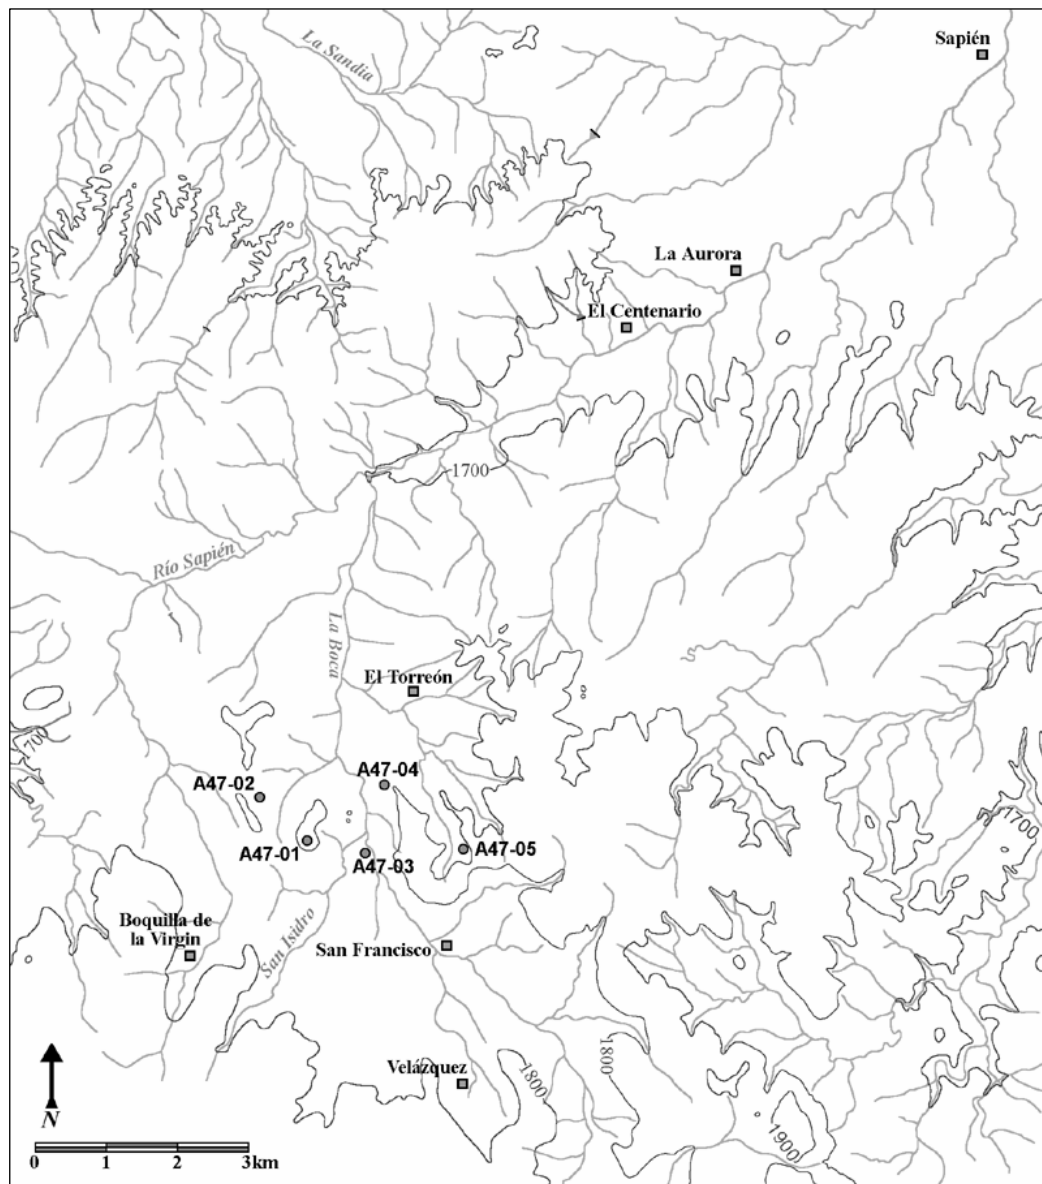 Sapién
La Sandia
La Aurora
El Centenario
1700
Río Sapién
La Boca
El Torreón
1700
A47-04
A47-02
1700
A47-01
A47-05
A47-03
Boquilla de
la Virgin
San Isidro
San Francisco
1800
Velázquez
1800
1900
N
0 1 2 3km